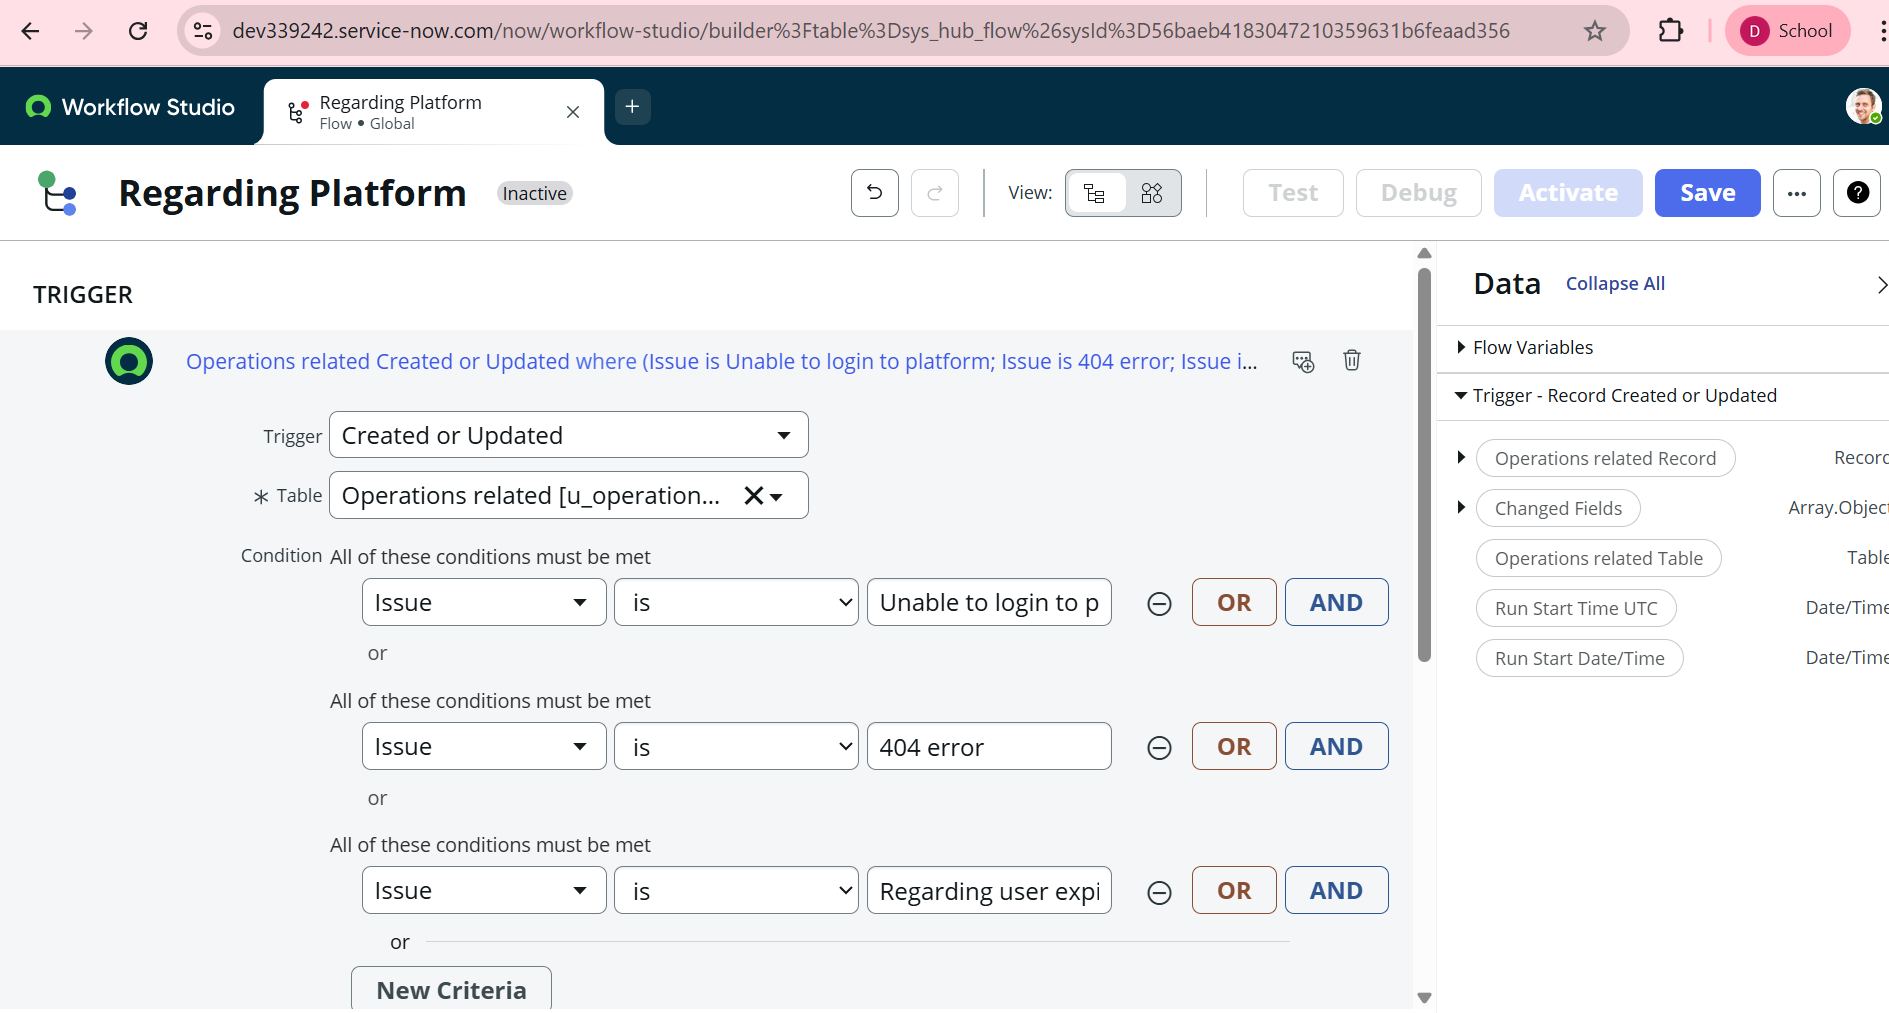 dev339242.service-now.com/now/workflow-studio/builder%3Ftable%3Dsys_hub_flow%26sysId%3D56baeb4183047210359631b6feaad356
D School
Workflow Studio
Regarding Platform
Flow • Global
Regarding Platform
Inactive
View:
Test
Debug
Activate
Save
TRIGGER
Operations related Created or Updated where (Issue is Unable to login to platform; Issue is 404 error; Issue i...
Trigger
Created or Updated
* Table
Operations related [u_operation...
Condition
All of these conditions must be met
Issue
is
Unable to login to p
OR
AND
or
All of these conditions must be met
Issue
is
404 error
OR
AND
or
All of these conditions must be met
Issue
is
Regarding user expi
OR
AND
or
New Criteria
Data
Collapse All
Flow Variables
Trigger - Record Created or Updated
Operations related Record
Record
Changed Fields
Array.Object
Operations related Table
Table
Run Start Time UTC
Date/Time
Run Start Date/Time
Date/Time